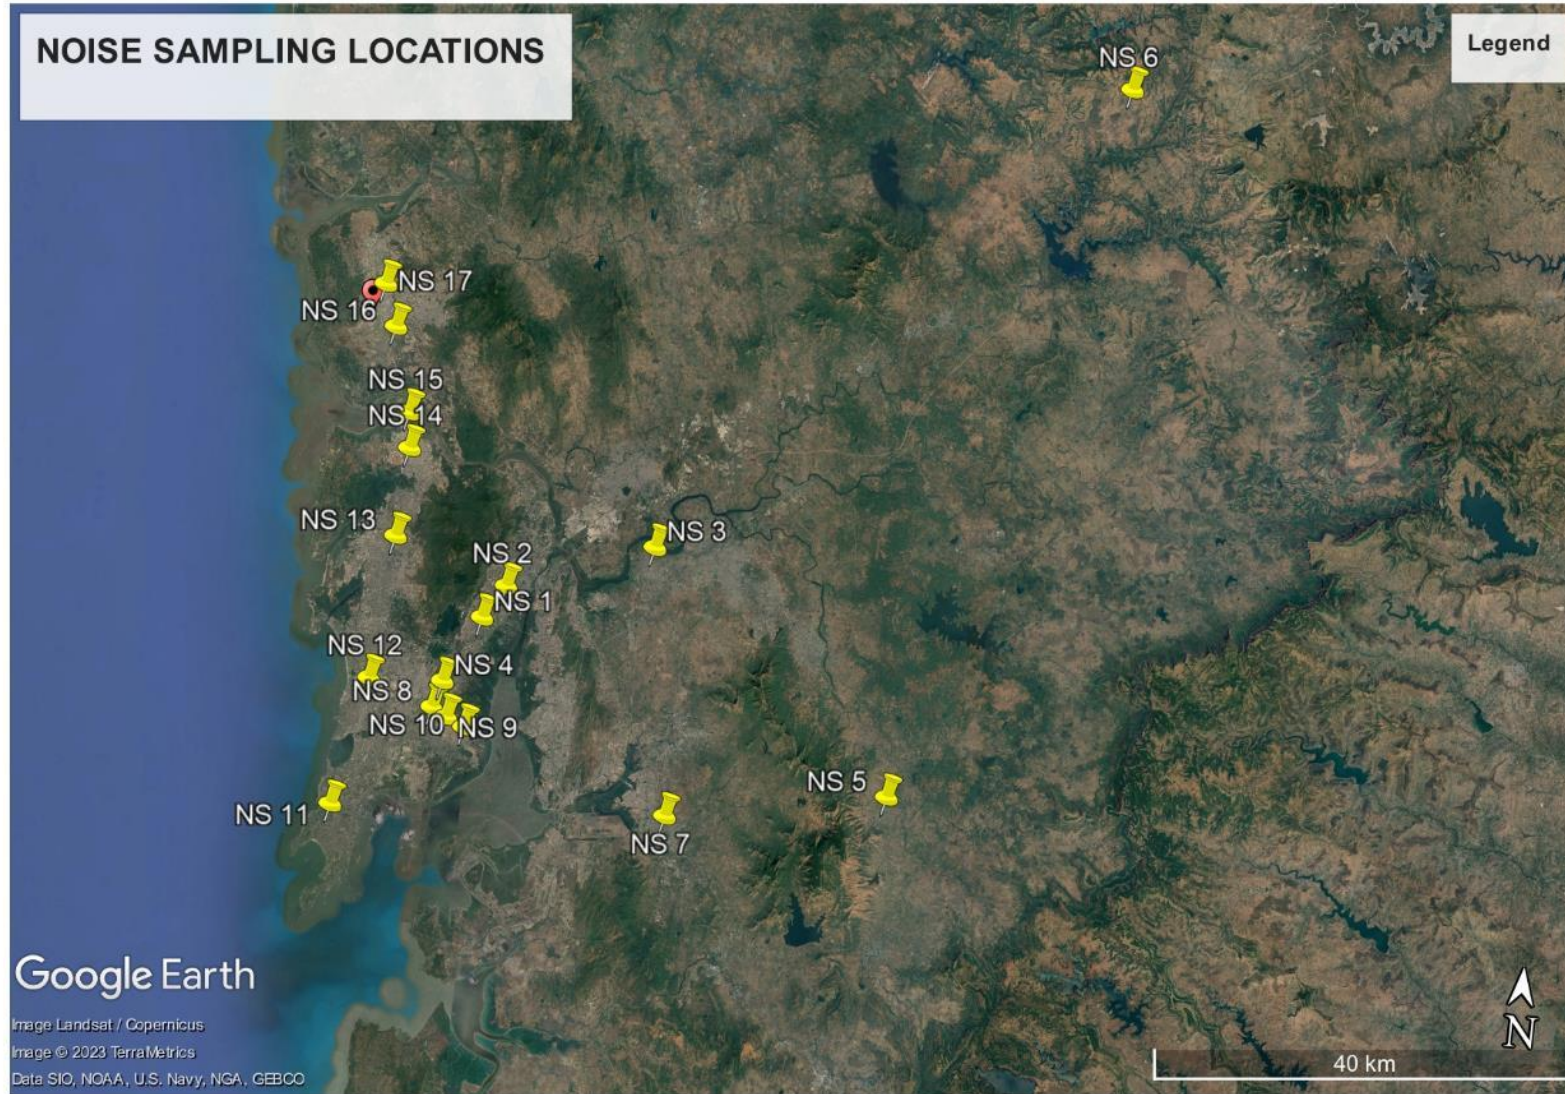 NOISE SAMPLING LOCATIONS
Legend
NS 6
NS 17
NS 16
NS 15
NS 14
NS 13
NS 3
NS 2
NS 1
NS 12
NS 4
NS 8
NS 10
NS 9
NS 5
NS 11
NS 7
Google Earth
Image Landsat / Copernicus
Image © 2023 TerraMetrics
Data SIO, NOAA, U.S. Navy, NGA, GEBCO
N
40 km